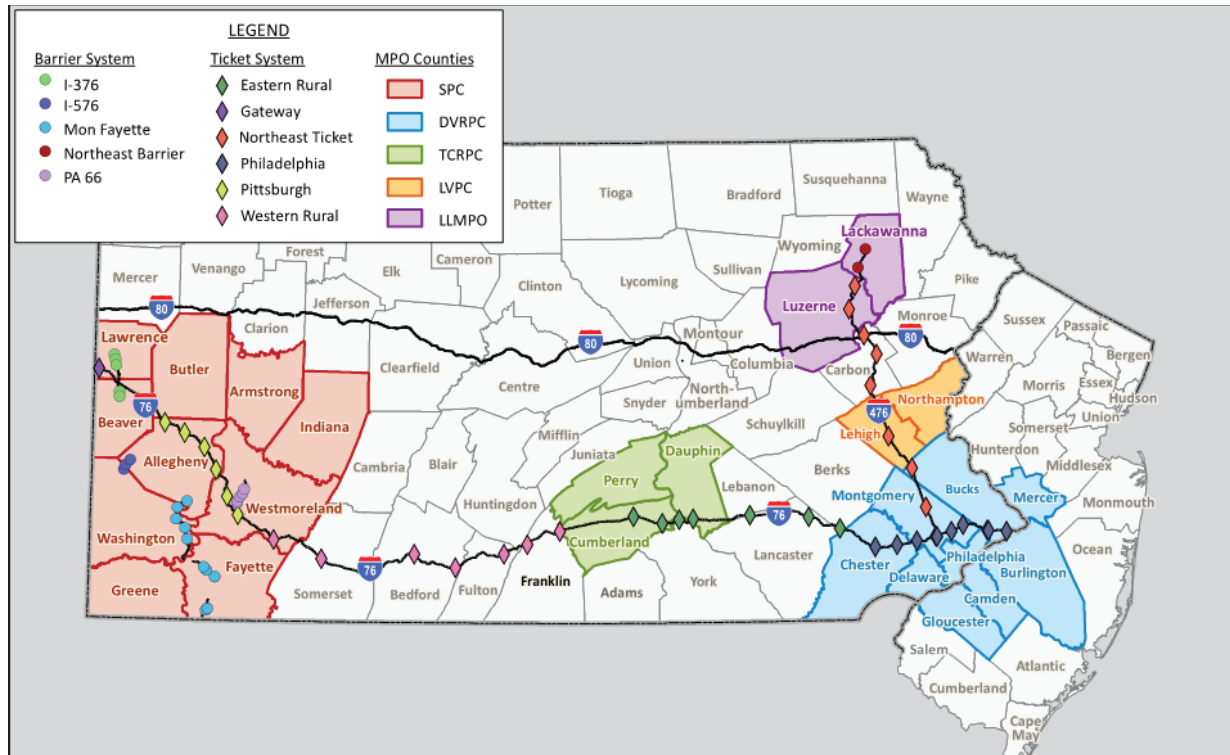 LEGEND
Barrier System
I-376
I-576
Mon Fayette
Northeast Barrier
PA 66
Ticket System
Eastern Rural
Gateway
Northeast Ticket
Philadelphia
Pittsburgh
Western Rural
MPO Counties
SPC
DVRPC
TCRPC
LVPC
LLMPO
Tioga
Bradford
Susquehanna
Wayne
Potter
Wyoming
Lackawanna
Mercer
Venango
Forest
Elk
Cameron
Clinton
Lycoming
Sullivan
Pike
Jefferson
Luzerne
Monroe
Sussex
Passaic
Bergen
80
80
80
Lawrence
Clarion
Clearfield
Centre
Union
Montour
Columbia
Carbon
Warren
Morris
Essex
Hudson
Union
Butler
Armstrong
Snyder
North-
umberland
Northampton
76
476
Beaver
Indiana
Mifflin
Juniata
Schuylkill
Lehigh
Somerset
Hunterdon
Middlesex
Allegheny
Cambria
Blair
Huntingdon
Perry
Dauphin
Lebanon
Berks
Montgomery
Bucks
Mercer
Monmouth
Westmoreland
76
Washington
Cumberland
Lancaster
Chester
Philadelphia
Delaware
Burlington
Ocean
Fayette
76
Greene
Somerset
Bedford
Fulton
Franklin
Adams
York
Camden
Gloucester
Salem
Atlantic
Cumberland
Cape
May